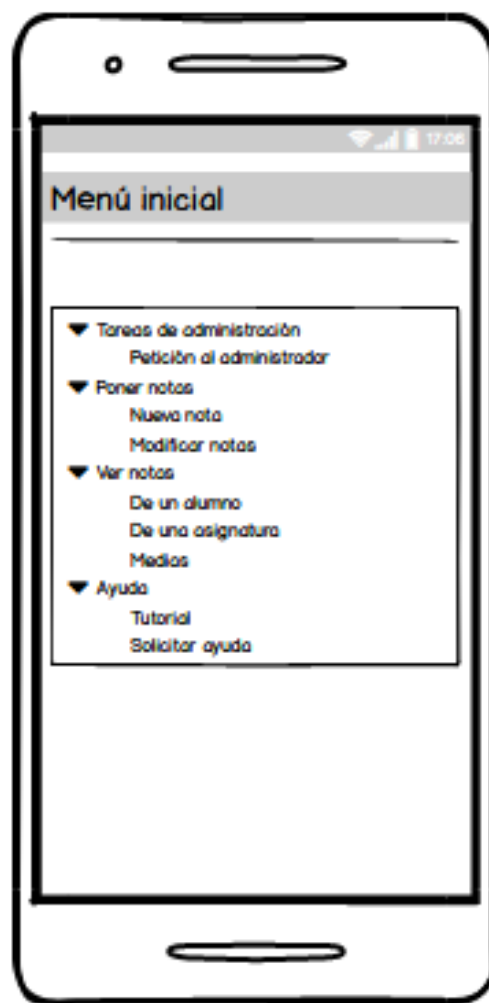 17:06
Menú inicial
Tareas de administración
Petición al administrador
Poner notas
Nueva nota
Modificar notas
Ver notas
De un alumno
De una asignatura
Medias
Ayuda
Tutorial
Solicitar ayuda